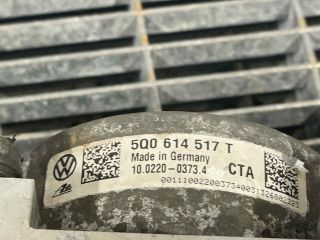 5Q0 614 517 T
Made in Germany
10.0220-0373.4 CTA